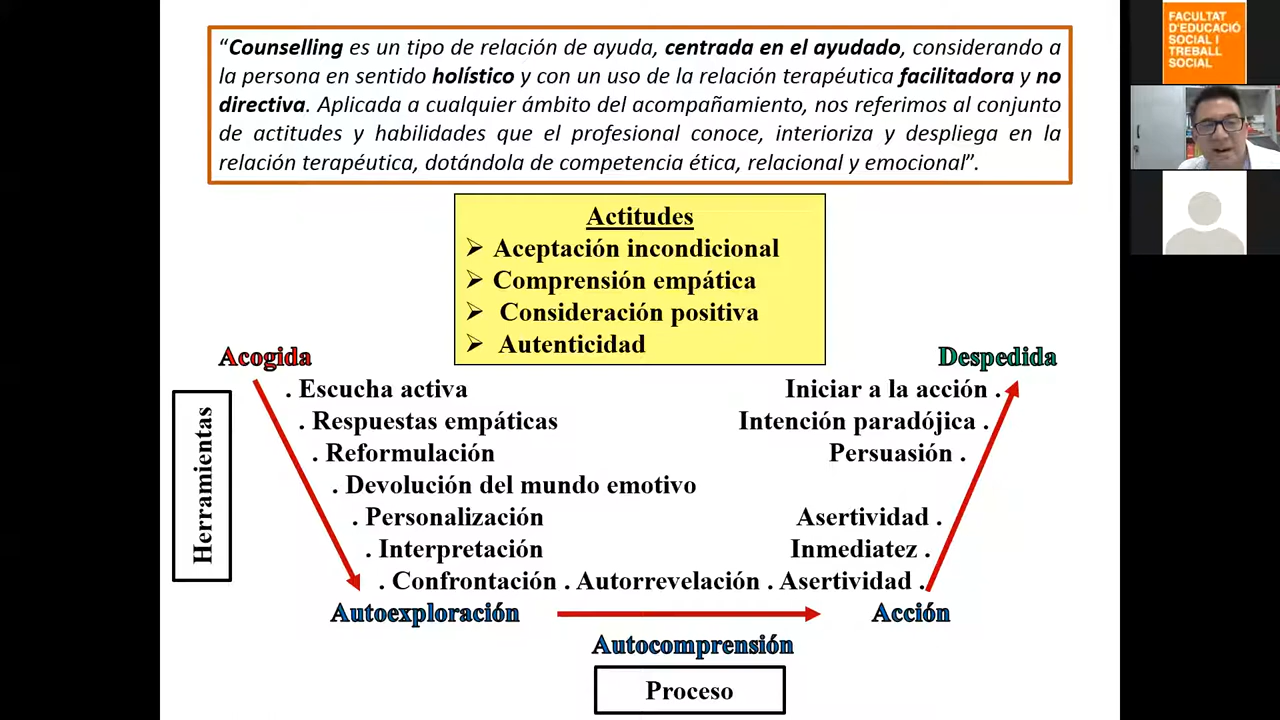 “Counselling es un tipo de relación de ayuda, centrada en el ayudado, considerando a
la persona en sentido holístico y con un uso de la relación terapéutica facilitadora y no
directiva. Aplicada a cualquier ámbito del acompañamiento, nos referimos al conjunto
de actitudes y habilidades que el profesional conoce, interioriza y despliega en la
relación terapéutica, dotándola de competencia ética, relacional y emocional”.
Actitudes
➢ Aceptación incondicional
➢ Comprensión empática
➢ Consideración positiva
➢ Autenticidad
Acogida
Despedida
Herramientas
. Escucha activa
. Respuestas empáticas
. Reformulación
. Devolución del mundo emotivo
. Personalización
. Interpretación
. Confrontación . Autorrevelación . Asertividad .
Iniciar a la acción .
Intención paradójica .
Persuasión .
Asertividad .
Inmediatez .
Autoexploración
Acción
Autocomprensión
Proceso
FACULTAT
D'EDUCACIÓ
SOCIAL I
TREBALL
SOCIAL